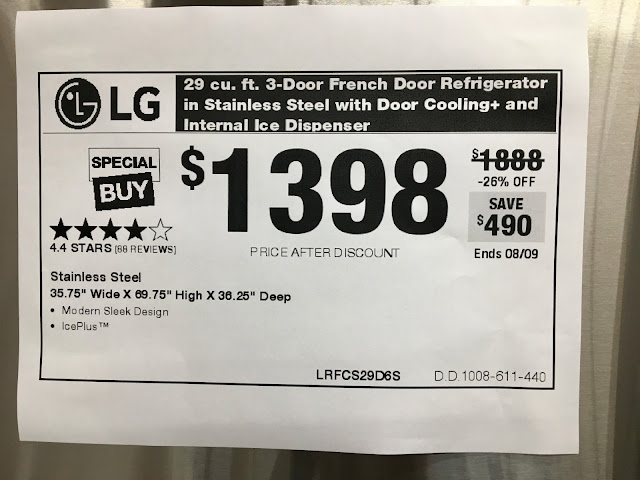 LG
29 cu. ft. 3-Door French Door Refrigerator
in Stainless Steel with Door Cooling+ and
Internal Ice Dispenser
SPECIAL
BUY
$1398
PRICE AFTER DISCOUNT
$1888
-26% OFF
SAVE
$490
Ends 08/09
4.4 STARS (68 REVIEWS)
Stainless Steel
35.75" Wide X 69.75" High X 36.25" Deep
• Modern Sleek Design
• IcePlus™
LRFCS29D6S D.D.1008-611-440